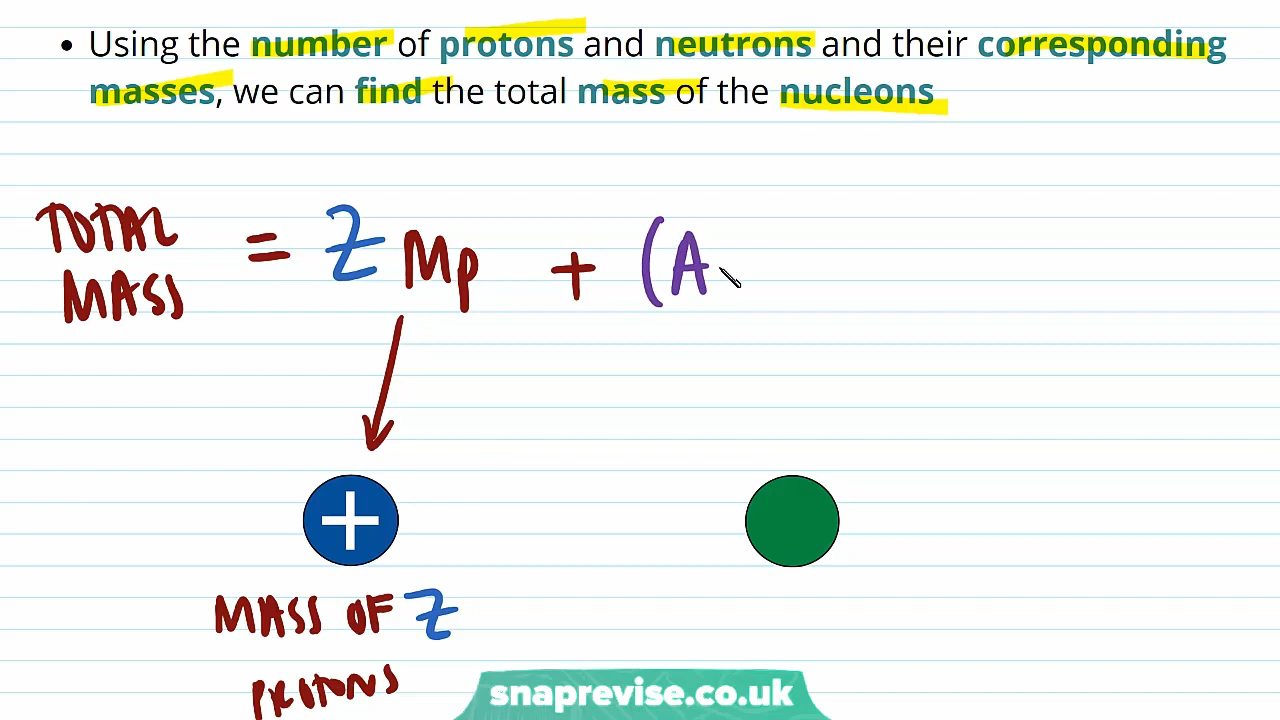 • Using the number of protons and neutrons and their corresponding
masses, we can find the total mass of the nucleons
TOTAL MASS = Z Mp + (A
+
MASS OF Z
PROTONS
snaprevise.co.uk